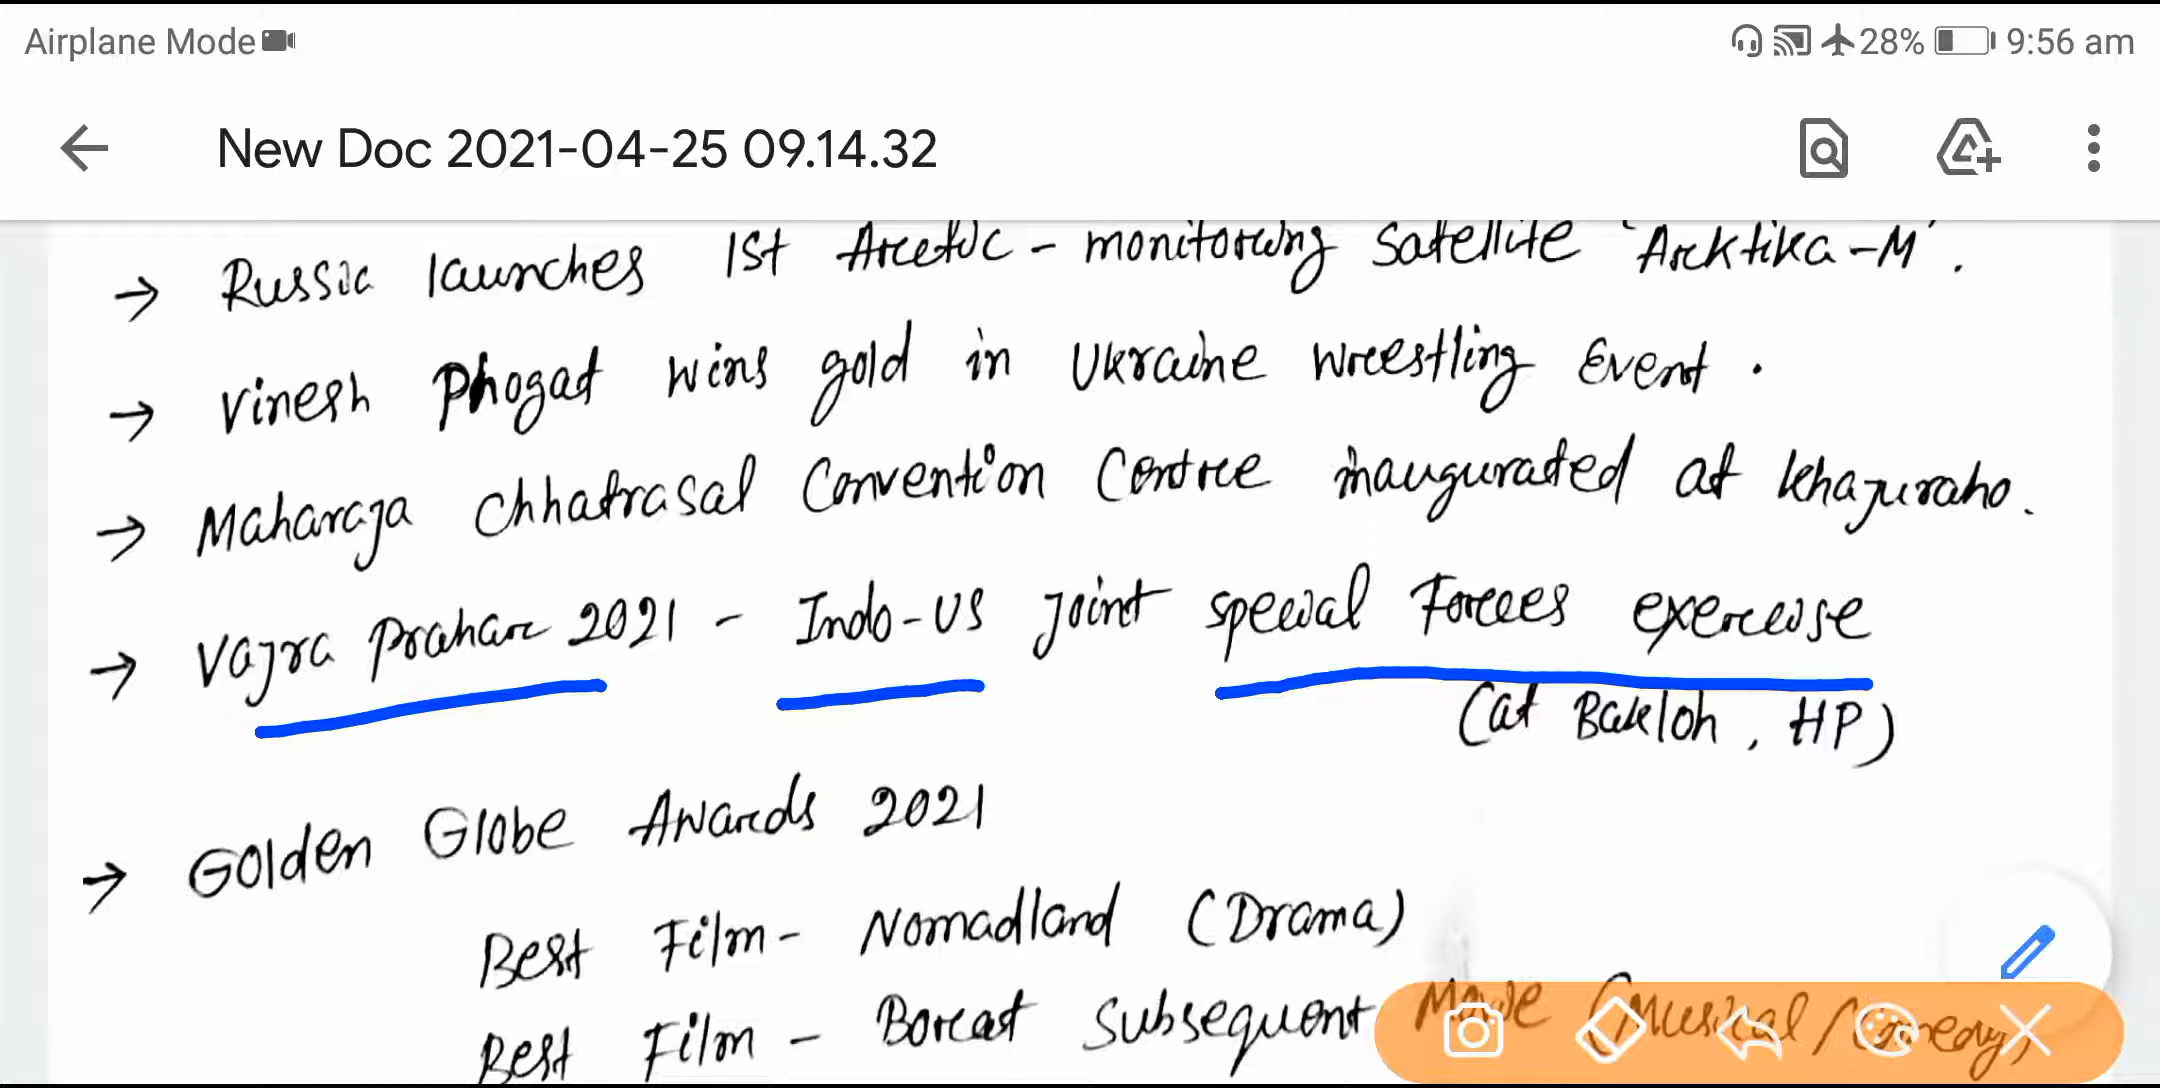 Airplane Mode 28% 9:56 am
New Doc 2021-04-25 09.14.32
→ Russia launches 1st Arctic - monitoring Satellite 'Arktika-M'.
→ Vinesh Phogat wins gold in Ukraine Wrestling Event.
→ Maharaja Chhatrasal Convention Centre inaugurated at Khajuraho.
→ Vajra Prahar 2021 - Indo-US Joint Special Forces exercise
(at Bakloh, HP)
→ Golden Globe Awards 2021
Best Film - Nomadland (Drama)
Best Film - Borat Subsequent Movie (Musical/Comedy)